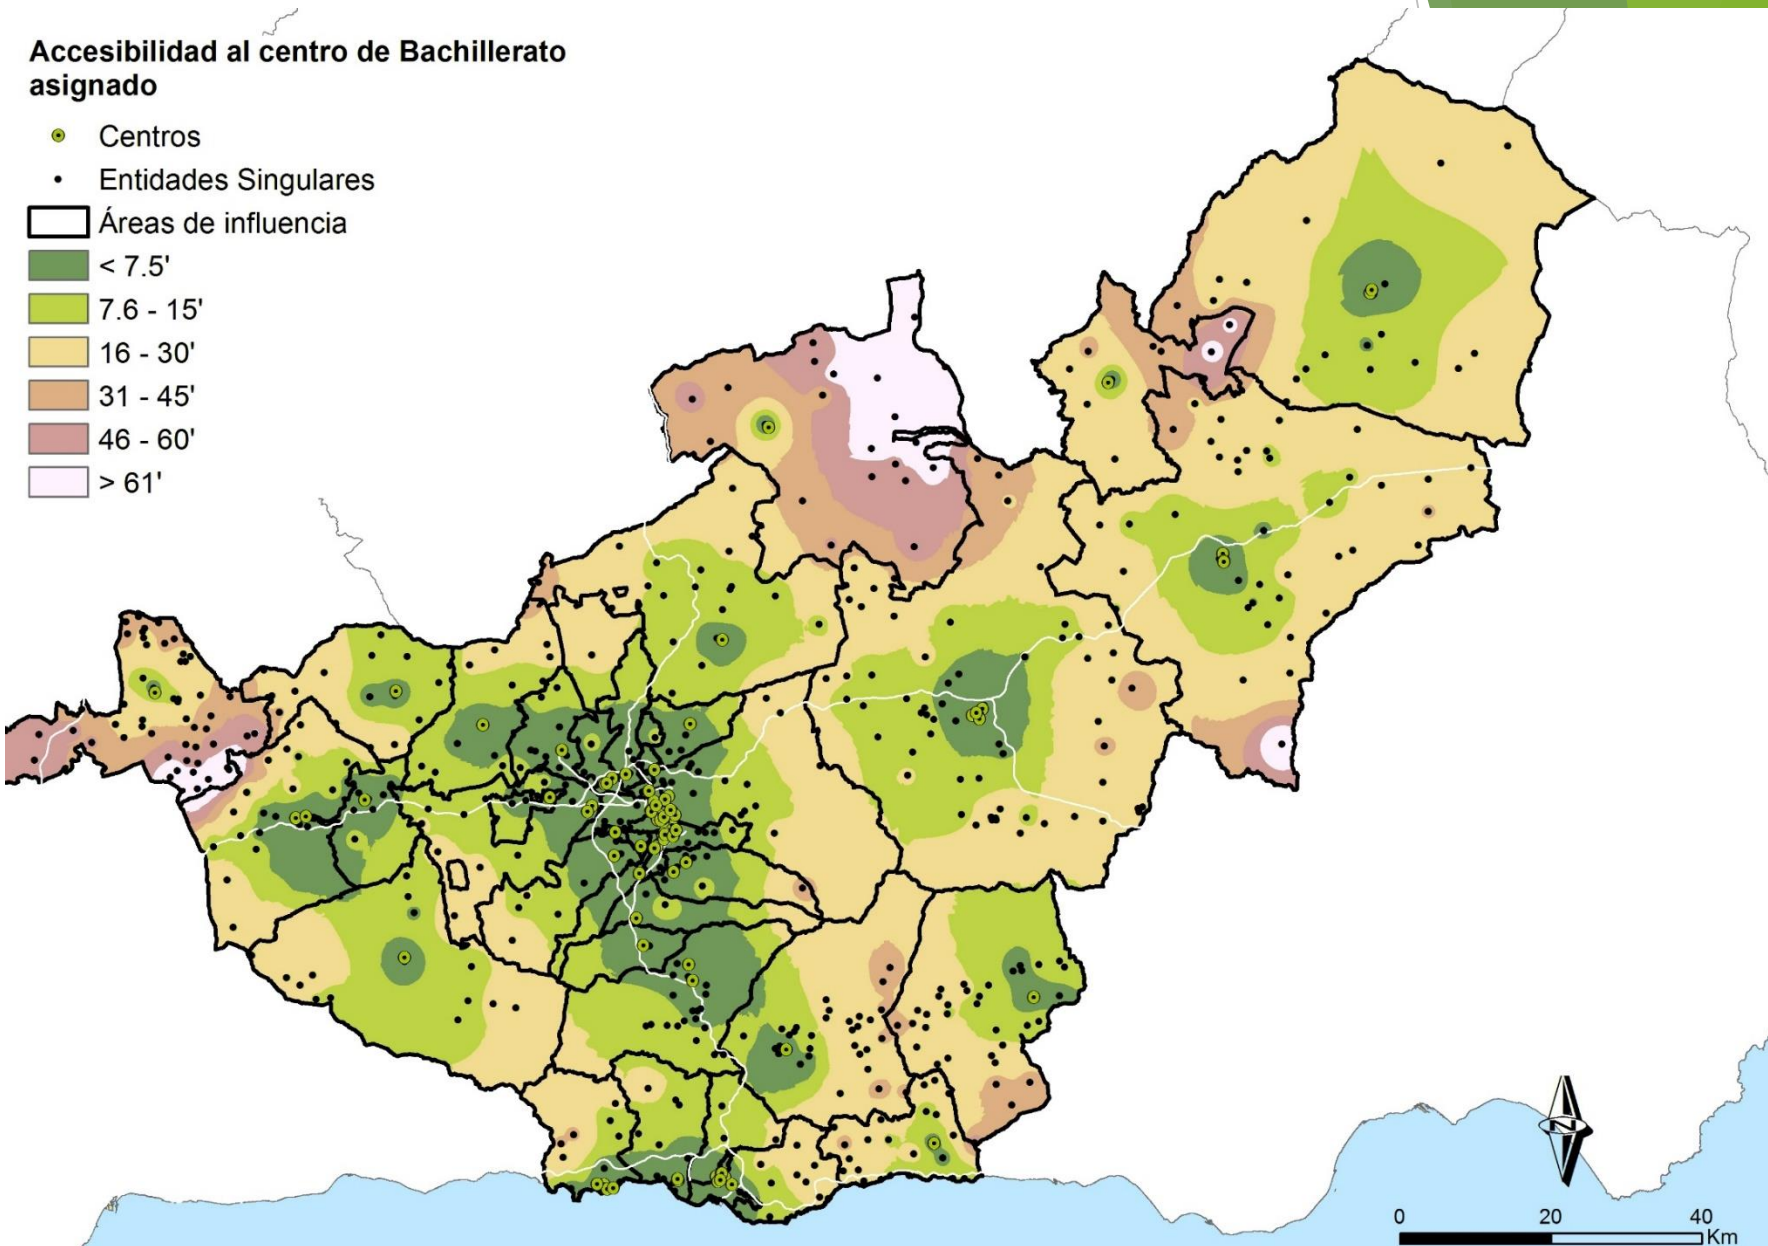 Accesibilidad al centro de Bachillerato
asignado
Centros
Entidades Singulares
Áreas de influencia
< 7.5'
7.6 - 15'
16 - 30'
31 - 45'
46 - 60'
> 61'
N
0 20 40
Km